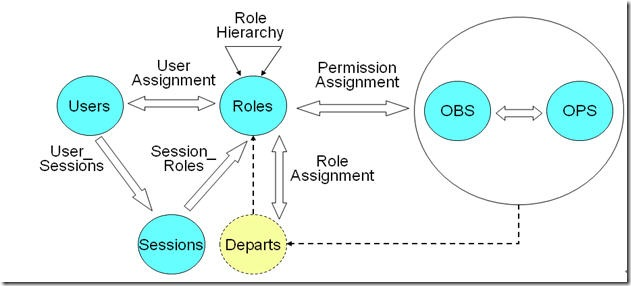 Role
Hierarchy
User
Assignment
Permission
Assignment
Users
Roles
OBS
OPS
User_
Sessions
Session_
Roles
Role
Assignment
Sessions
Departs